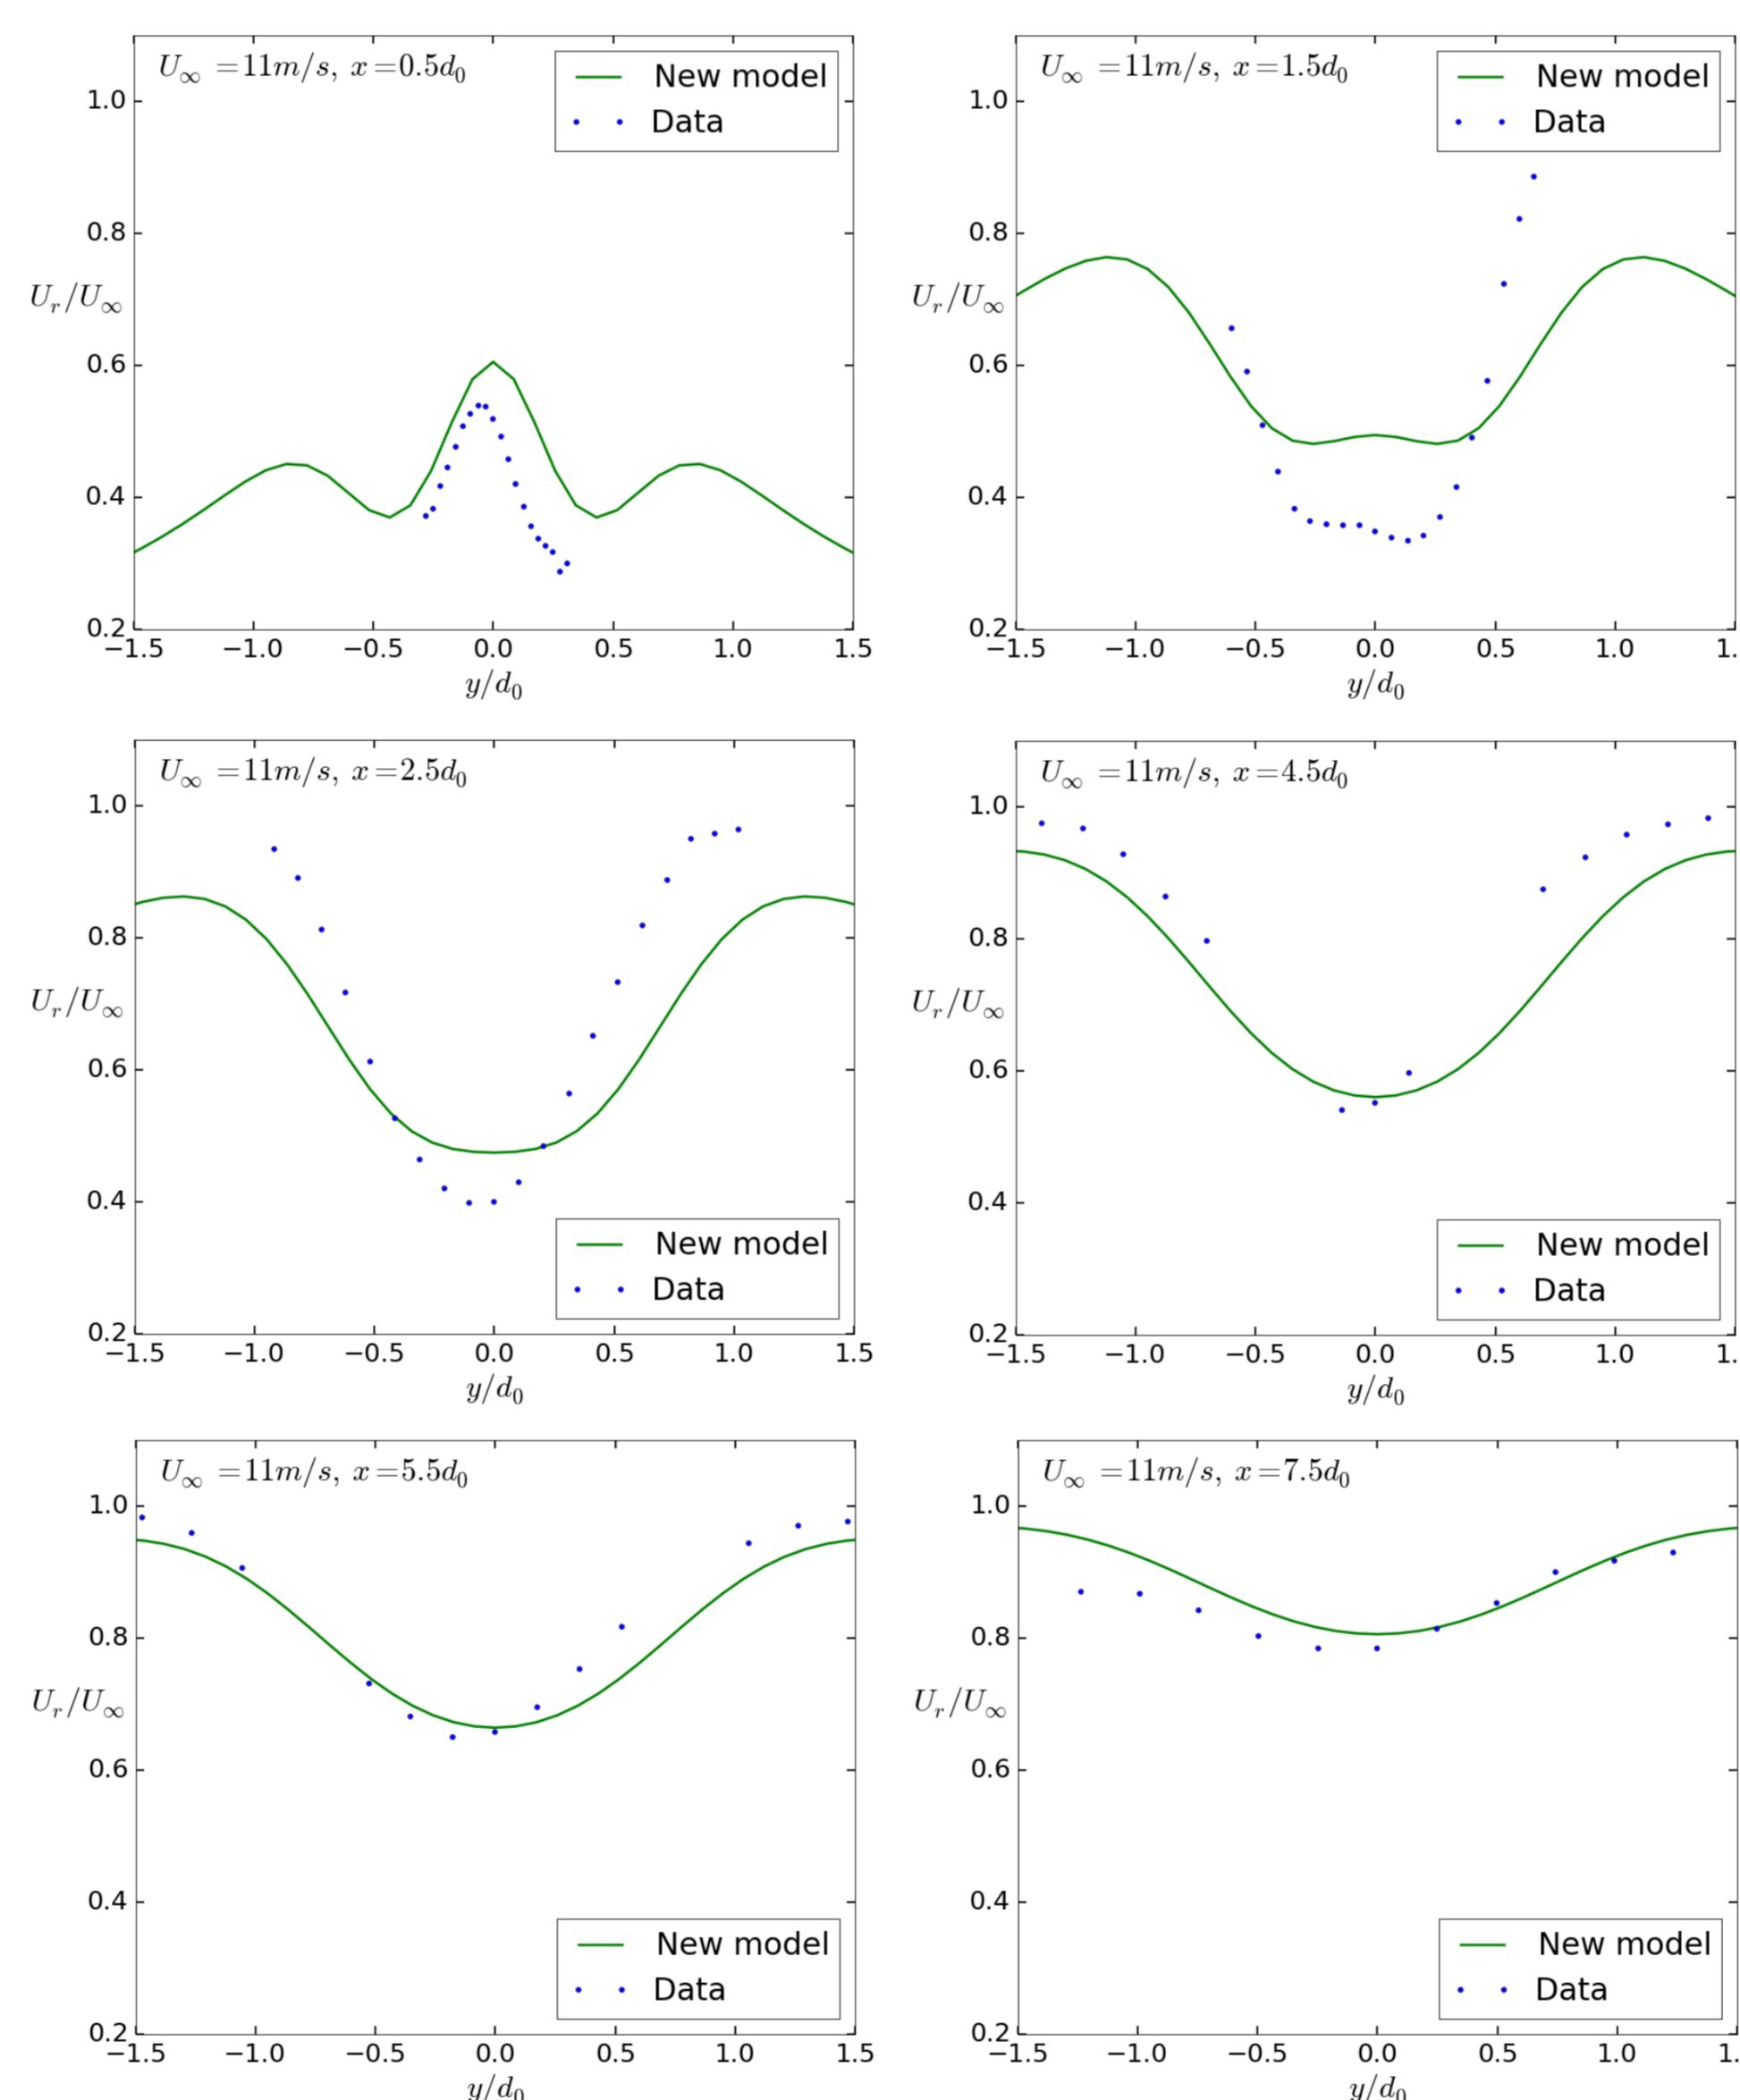 U∞ =11m/s, x=0.5d0
New model
Data
1.0
0.8
Ur/U∞
0.6
0.4
0.2
−1.5 −1.0 −0.5 0.0 0.5 1.0 1.5
y/d0
U∞ =11m/s, x=1.5d0
New model
Data
1.0
0.8
Ur/U∞
0.6
0.4
0.2
−1.5 −1.0 −0.5 0.0 0.5 1.0 1.
y/d0
U∞ =11m/s, x=2.5d0
1.0
0.8
Ur/U∞
0.6
0.4
New model
Data
0.2
−1.5 −1.0 −0.5 0.0 0.5 1.0 1.5
y/d0
U∞ =11m/s, x=4.5d0
1.0
0.8
Ur/U∞
0.6
0.4
New model
Data
0.2
−1.5 −1.0 −0.5 0.0 0.5 1.0 1.
y/d0
U∞ =11m/s, x=5.5d0
1.0
0.8
Ur/U∞
0.6
0.4
New model
Data
0.2
−1.5 −1.0 −0.5 0.0 0.5 1.0 1.5
y/d0
U∞ =11m/s, x=7.5d0
1.0
0.8
Ur/U∞
0.6
0.4
New model
Data
0.2
−1.5 −1.0 −0.5 0.0 0.5 1.0 1.
y/d0